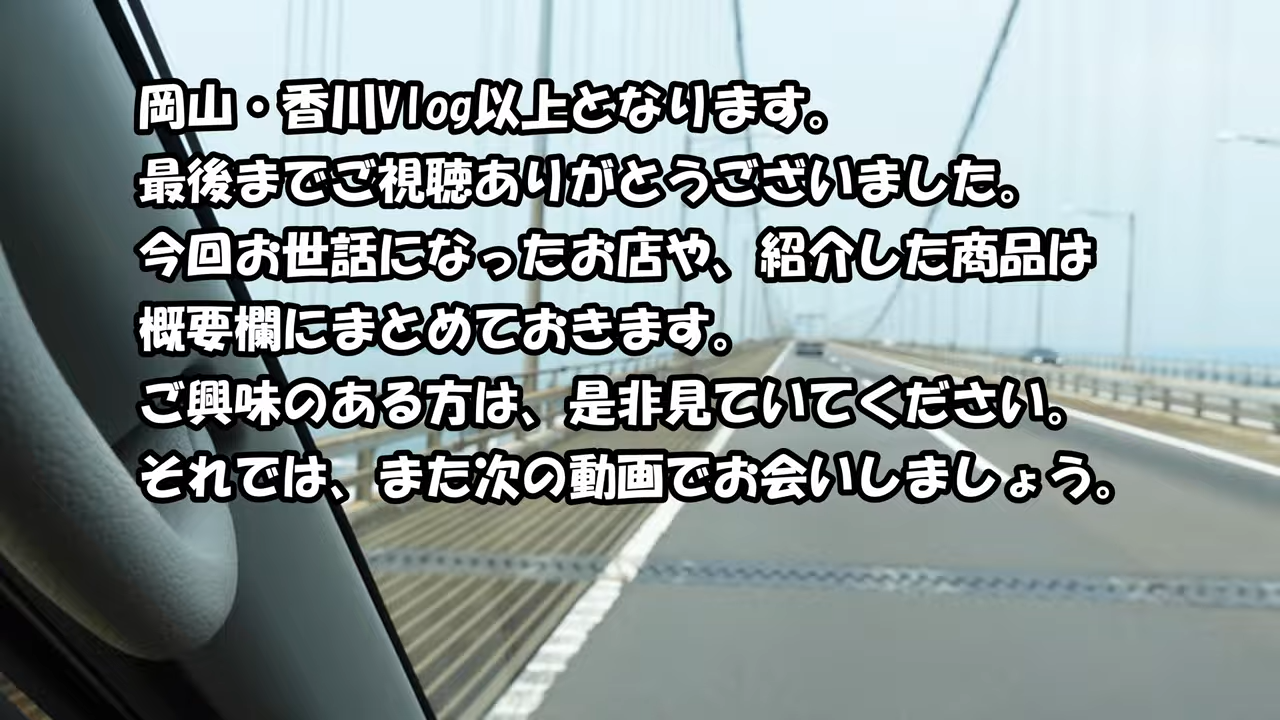 岡山・香川Vlog以上となります。
最後までご視聴ありがとうございました。
今回お世話になったお店や、紹介した商品は
概要欄にまとめておきます。
ご興味のある方は、是非見ていてください。
それでは、また次の動画でお会いしましょう。